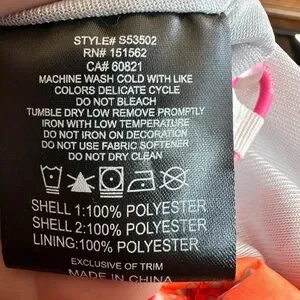 STYLE# S53502
RN# 151562
CA# 60821
MACHINE WASH COLD WITH LIKE
COLORS DELICATE CYCLE
DO NOT BLEACH
TUMBLE DRY LOW REMOVE PROMPTLY
IRON WITH LOW TEMPERATURE
DO NOT IRON ON DECORATION
DO NOT USE FABRIC SOFTENER
DO NOT DRY CLEAN
SHELL 1:100% POLYESTER
SHELL 2:100% POLYESTER
LINING:100% POLYESTER
EXCLUSIVE OF TRIM
MADE IN CHINA